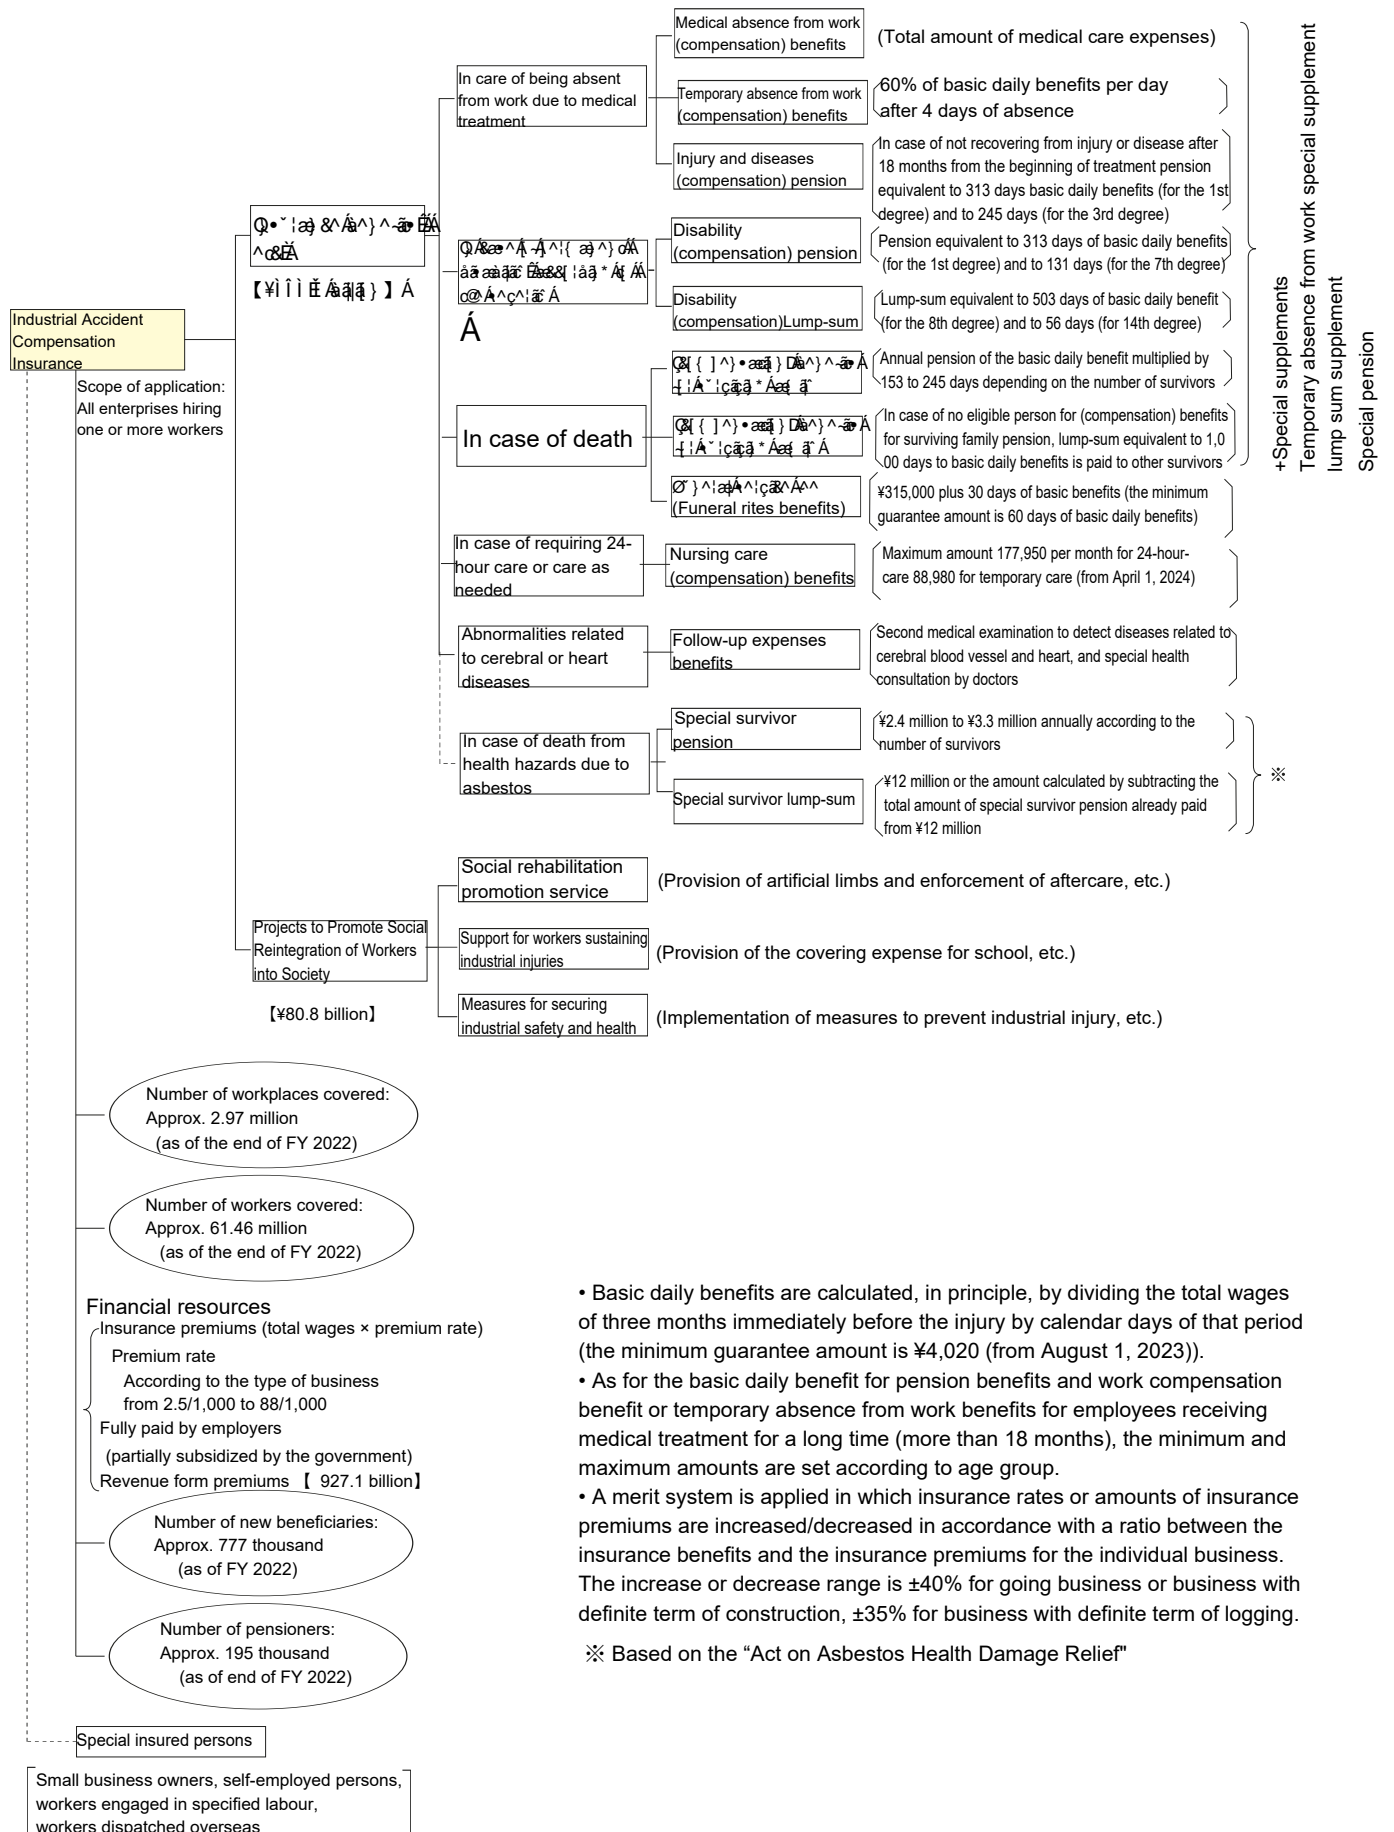 Industrial Accident
Compensation
Insurance
Scope of application:
All enterprises hiring
one or more workers
In care of being absent
from work due to medical
treatment
Medical absence from work
(compensation) benefits
(Total amount of medical care expenses)
Temporary absence from work
(compensation) benefits
60% of basic daily benefits per day
after 4 days of absence
Injury and diseases
(compensation) pension
In case of not recovering from injury or disease after
18 months from the beginning of treatment pension
equivalent to 313 days basic daily benefits (for the 1st
degree) and to 245 days (for the 3rd degree)
Disability
(compensation) pension
Pension equivalent to 313 days of basic daily benefits
(for the 1st degree) and to 131 days (for the 7th degree)
Disability
(compensation)Lump-sum
Lump-sum equivalent to 503 days of basic daily benefit
(for the 8th degree) and to 56 days (for 14th degree)
In case of death
Annual pension of the basic daily benefit multiplied by
153 to 245 days depending on the number of survivors
In case of no eligible person for (compensation) benefits
for surviving family pension, lump-sum equivalent to 1,0
00 days to basic daily benefits is paid to other survivors
(Funeral rites benefits)
¥315,000 plus 30 days of basic benefits (the minimum
guarantee amount is 60 days of basic daily benefits)
In case of requiring 24-
hour care or care as
needed
Nursing care
(compensation) benefits
Maximum amount 177,950 per month for 24-hour-
care 88,980 for temporary care (from April 1, 2024)
Abnormalities related
to cerebral or heart
diseases
Follow-up expenses
benefits
Second medical examination to detect diseases related to
cerebral blood vessel and heart, and special health
consultation by doctors
In case of death from
health hazards due to
asbestos
Special survivor
pension
¥2.4 million to ¥3.3 million annually according to the
number of survivors
Special survivor lump-sum
¥12 million or the amount calculated by subtracting the
total amount of special survivor pension already paid
from ¥12 million
※
+Special supplements
Temporary absence from work special supplement
lump sum supplement
Special pension
Projects to Promote Social
Reintegration of Workers
into Society
【¥80.8 billion】
Social rehabilitation
promotion service
(Provision of artificial limbs and enforcement of aftercare, etc.)
Support for workers sustaining
industrial injuries
(Provision of the covering expense for school, etc.)
Measures for securing
industrial safety and health
(Implementation of measures to prevent industrial injury, etc.)
Number of workplaces covered:
Approx. 2.97 million
(as of the end of FY 2022)
Number of workers covered:
Approx. 61.46 million
(as of the end of FY 2022)
Financial resources
Insurance premiums (total wages × premium rate)
Premium rate
According to the type of business
from 2.5/1,000 to 88/1,000
Fully paid by employers
(partially subsidized by the government)
Revenue form premiums 【 927.1 billion】
Number of new beneficiaries:
Approx. 777 thousand
(as of FY 2022)
Number of pensioners:
Approx. 195 thousand
(as of end of FY 2022)
Special insured persons
Small business owners, self-employed persons,
workers engaged in specified labour,
workers dispatched overseas
• Basic daily benefits are calculated, in principle, by dividing the total wages
of three months immediately before the injury by calendar days of that period
(the minimum guarantee amount is ¥4,020 (from August 1, 2023)).
• As for the basic daily benefit for pension benefits and work compensation
benefit or temporary absence from work benefits for employees receiving
medical treatment for a long time (more than 18 months), the minimum and
maximum amounts are set according to age group.
• A merit system is applied in which insurance rates or amounts of insurance
premiums are increased/decreased in accordance with a ratio between the
insurance benefits and the insurance premiums for the individual business.
The increase or decrease range is ±40% for going business or business with
definite term of construction, ±35% for business with definite term of logging.
※ Based on the “Act on Asbestos Health Damage Relief"